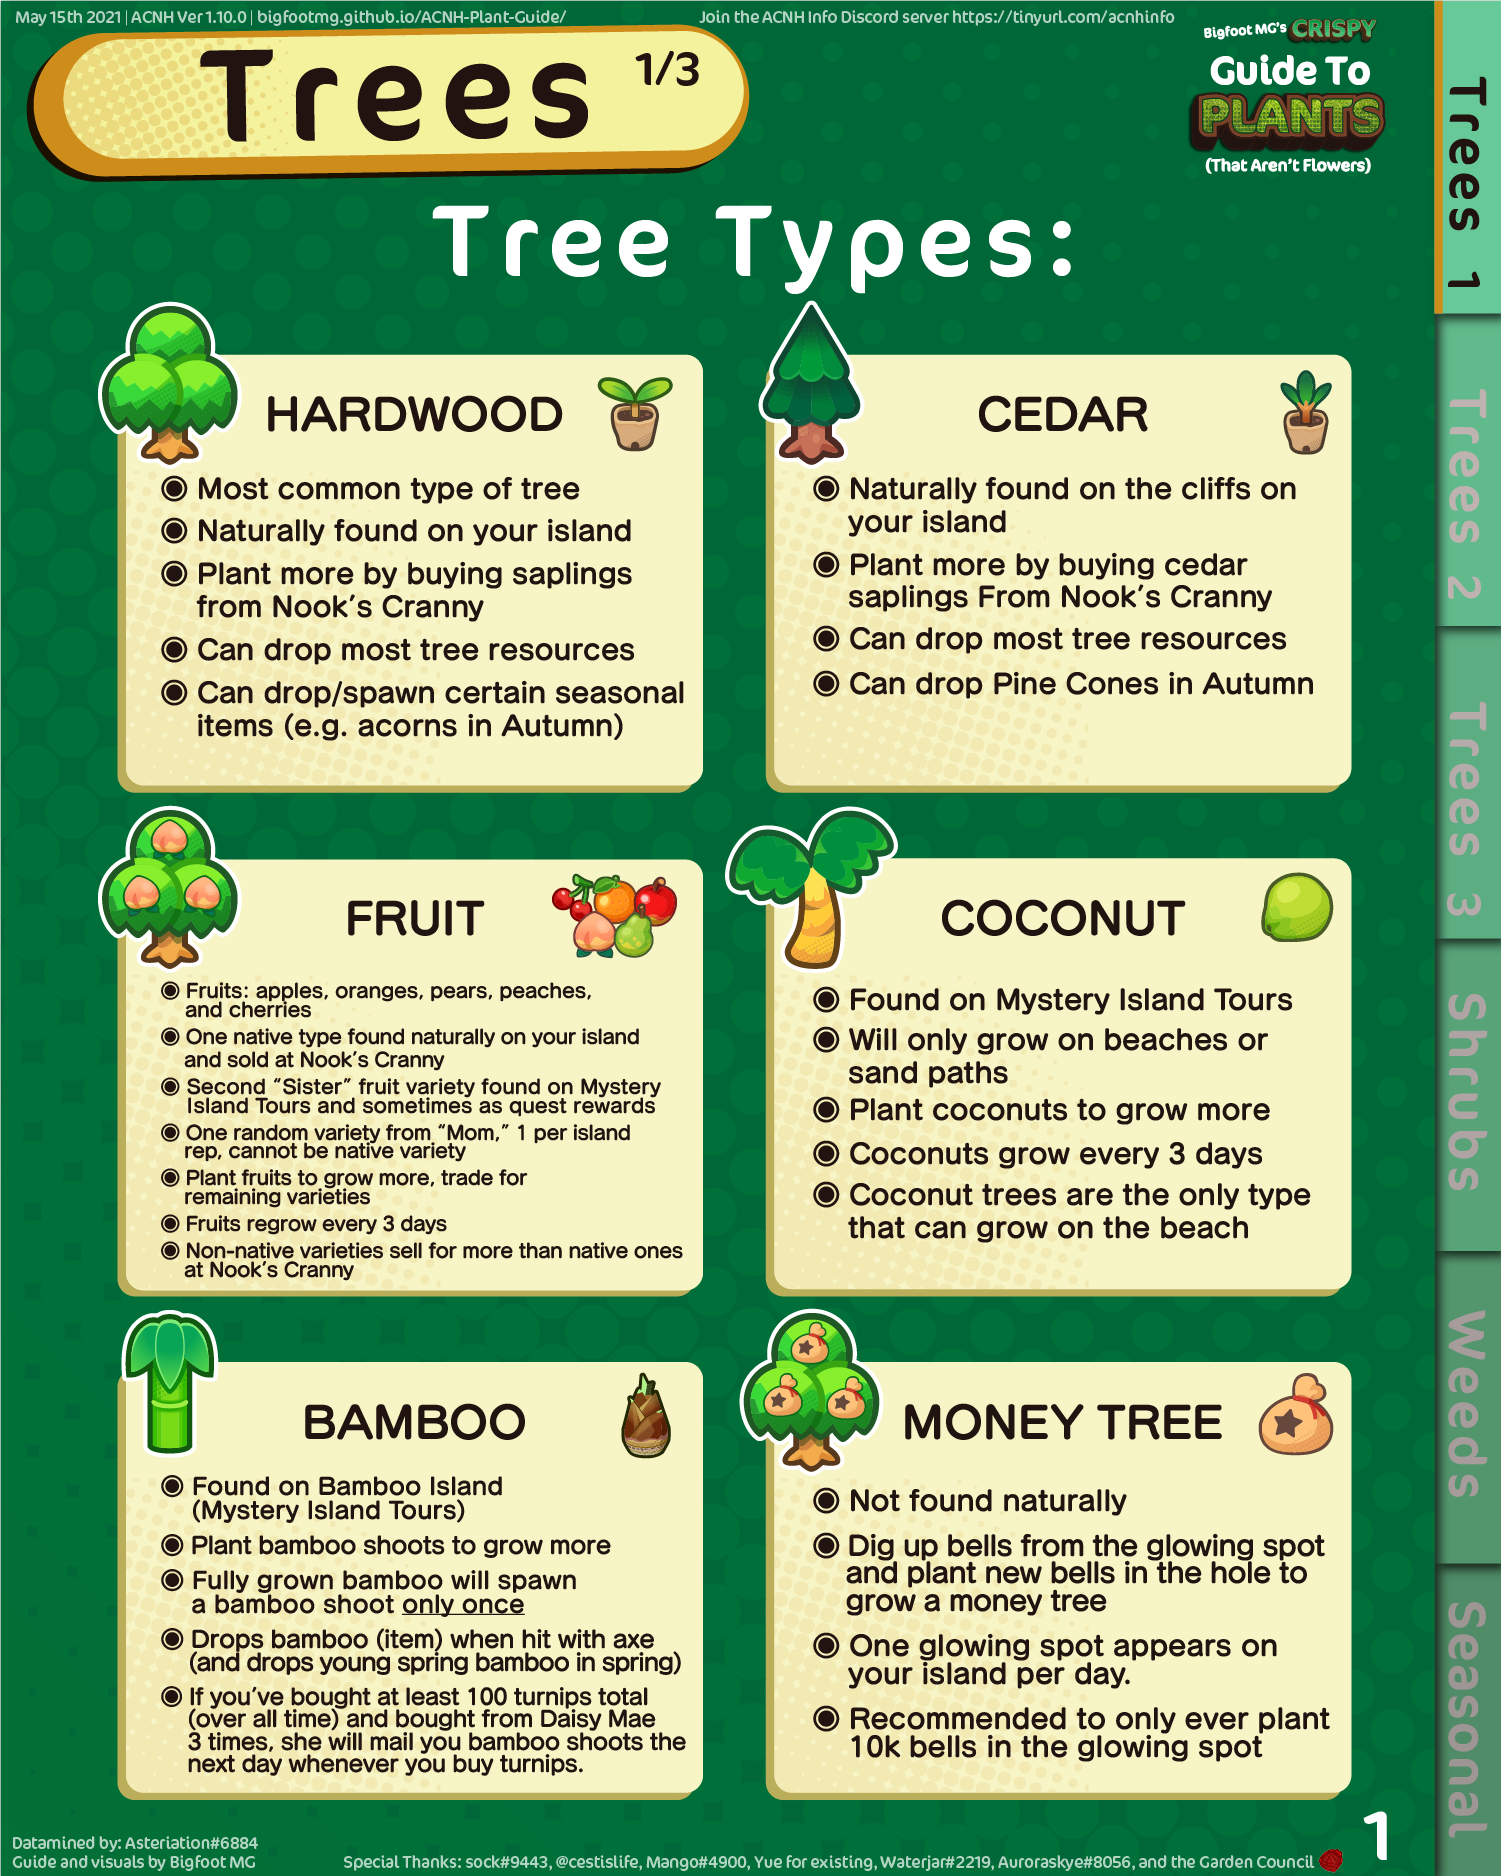 May 15th 2021 | ACNH Ver 1.10.0 | bigfootmg.github.io/ACNH-Plant-Guide/
Join the ACNH Info Discord server https://tinyurl.com/acnhinfo
Trees 1/3
Bigfoot MG's CRISPY
Guide To
PLANTS
(That Aren't Flowers)
Tree Types:
HARDWOOD
◉ Most common type of tree
◉ Naturally found on your island
◉ Plant more by buying saplings
from Nook's Cranny
◉ Can drop most tree resources
◉ Can drop/spawn certain seasonal
items (e.g. acorns in Autumn)
CEDAR
◉ Naturally found on the cliffs on
your island
◉ Plant more by buying cedar
saplings From Nook's Cranny
◉ Can drop most tree resources
◉ Can drop Pine Cones in Autumn
FRUIT
◉ Fruits: apples, oranges, pears, peaches,
and cherries
◉ One native type found naturally on your island
and sold at Nook's Cranny
◉ Second “Sister” fruit variety found on Mystery
Island Tours and sometimes as quest rewards
◉ One random variety from “Mom,” 1 per island
rep, cannot be native variety
◉ Plant fruits to grow more, trade for
remaining varieties
◉ Fruits regrow every 3 days
◉ Non-native varieties sell for more than native ones
at Nook's Cranny
COCONUT
◉ Found on Mystery Island Tours
◉ Will only grow on beaches or
sand paths
◉ Plant coconuts to grow more
◉ Coconuts grow every 3 days
◉ Coconut trees are the only type
that can grow on the beach
BAMBOO
◉ Found on Bamboo Island
(Mystery Island Tours)
◉ Plant bamboo shoots to grow more
◉ Fully grown bamboo will spawn
a bamboo shoot only once
◉ Drops bamboo (item) when hit with axe
(and drops young spring bamboo in spring)
◉ If you've bought at least 100 turnips total
(over all time) and bought from Daisy Mae
3 times, she will mail you bamboo shoots the
next day whenever you buy turnips.
MONEY TREE
◉ Not found naturally
◉ Dig up bells from the glowing spot
and plant new bells in the hole to
grow a money tree
◉ One glowing spot appears on
your island per day.
◉ Recommended to only ever plant
10k bells in the glowing spot
Trees 1
Trees 2
Trees 3
Shrubs
Weeds
Seasonal
1
Datamined by: Asteriation#6884
Guide and visuals by Bigfoot MG
Special Thanks: sock#9443, @cestislife, Mango#4900, Yue for existing, Waterjar#2219, Auroraskye#8056, and the Garden Council